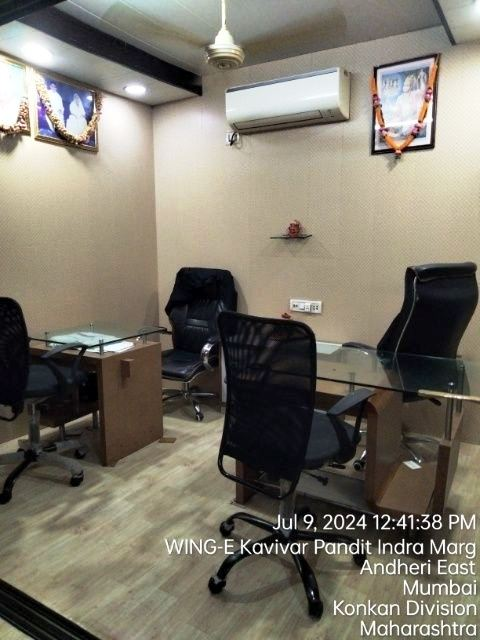 Jul 9, 2024 12:41:38 PM
WING-E Kavivar Pandit Indra Marg
Andheri East
Mumbai
Konkan Division
Maharashtra